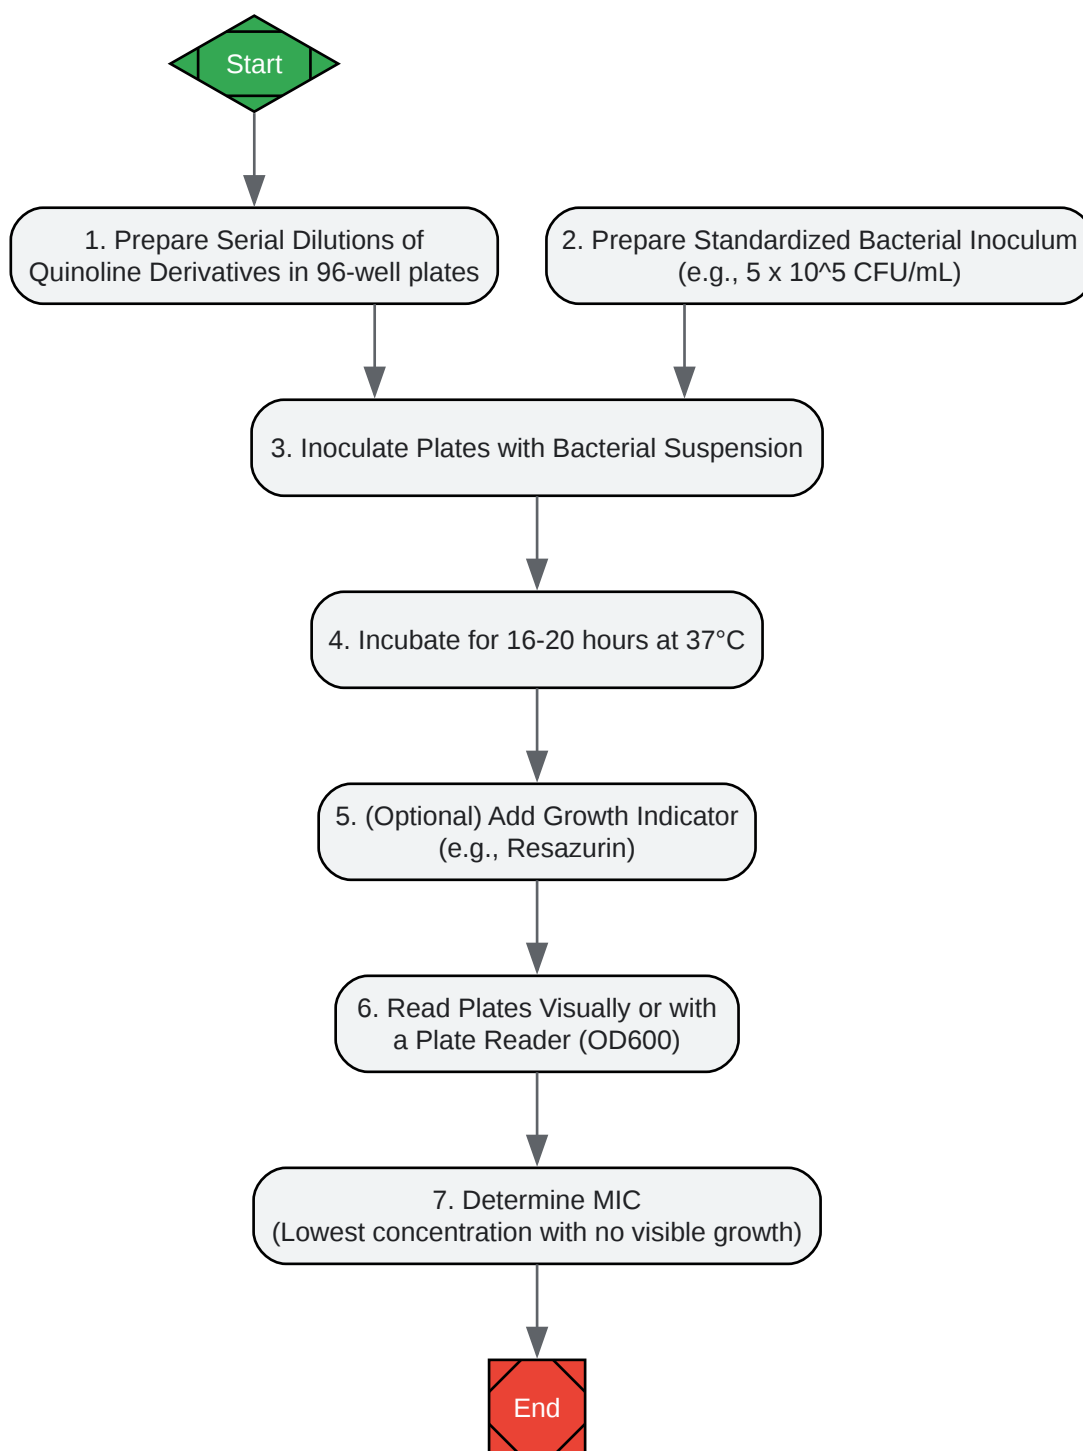 Start
1. Prepare Serial Dilutions of
Quinoline Derivatives in 96-well plates
2. Prepare Standardized Bacterial Inoculum
(e.g., 5 x 10^5 CFU/mL)
3. Inoculate Plates with Bacterial Suspension
4. Incubate for 16-20 hours at 37°C
5. (Optional) Add Growth Indicator
(e.g., Resazurin)
6. Read Plates Visually or with
a Plate Reader (OD600)
7. Determine MIC
(Lowest concentration with no visible growth)
End